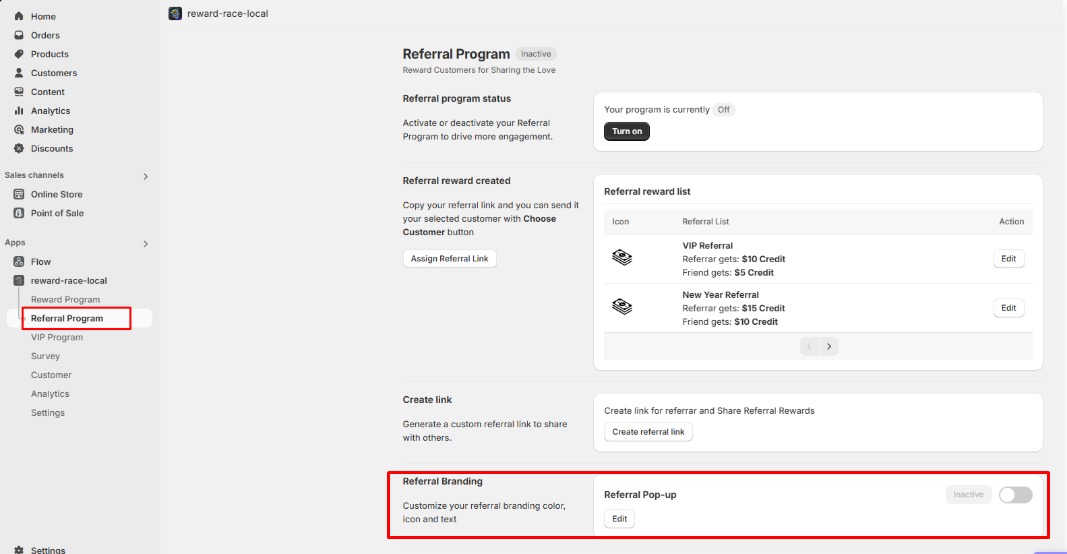 Home
Orders
Products
Customers
Content
Analytics
Marketing
Discounts
Sales channels
Online Store
Point of Sale
Apps
Flow
reward-race-local
Reward Program
Referral Program
VIP Program
Survey
Customer
Analytics
Settings
Settings
reward-race-local
Referral Program Inactive
Reward Customers for Sharing the Love
Referral program status
Activate or deactivate your Referral
Program to drive more engagement.
Your program is currently Off
Turn on
Referral reward created
Copy your referral link and you can send it
your selected customer with Choose
Customer button
Assign Referral Link
Referral reward list
Icon Referral List Action
VIP Referral
Referrar gets: $10 Credit
Friend gets: $5 Credit
Edit
New Year Referral
Referrar gets: $15 Credit
Friend gets: $10 Credit
Edit
Create link
Generate a custom referral link to share
with others.
Create link for referrar and Share Referral Rewards
Create referral link
Referral Branding
Customize your referral branding color,
icon and text
Referral Pop-up Inactive
Edit